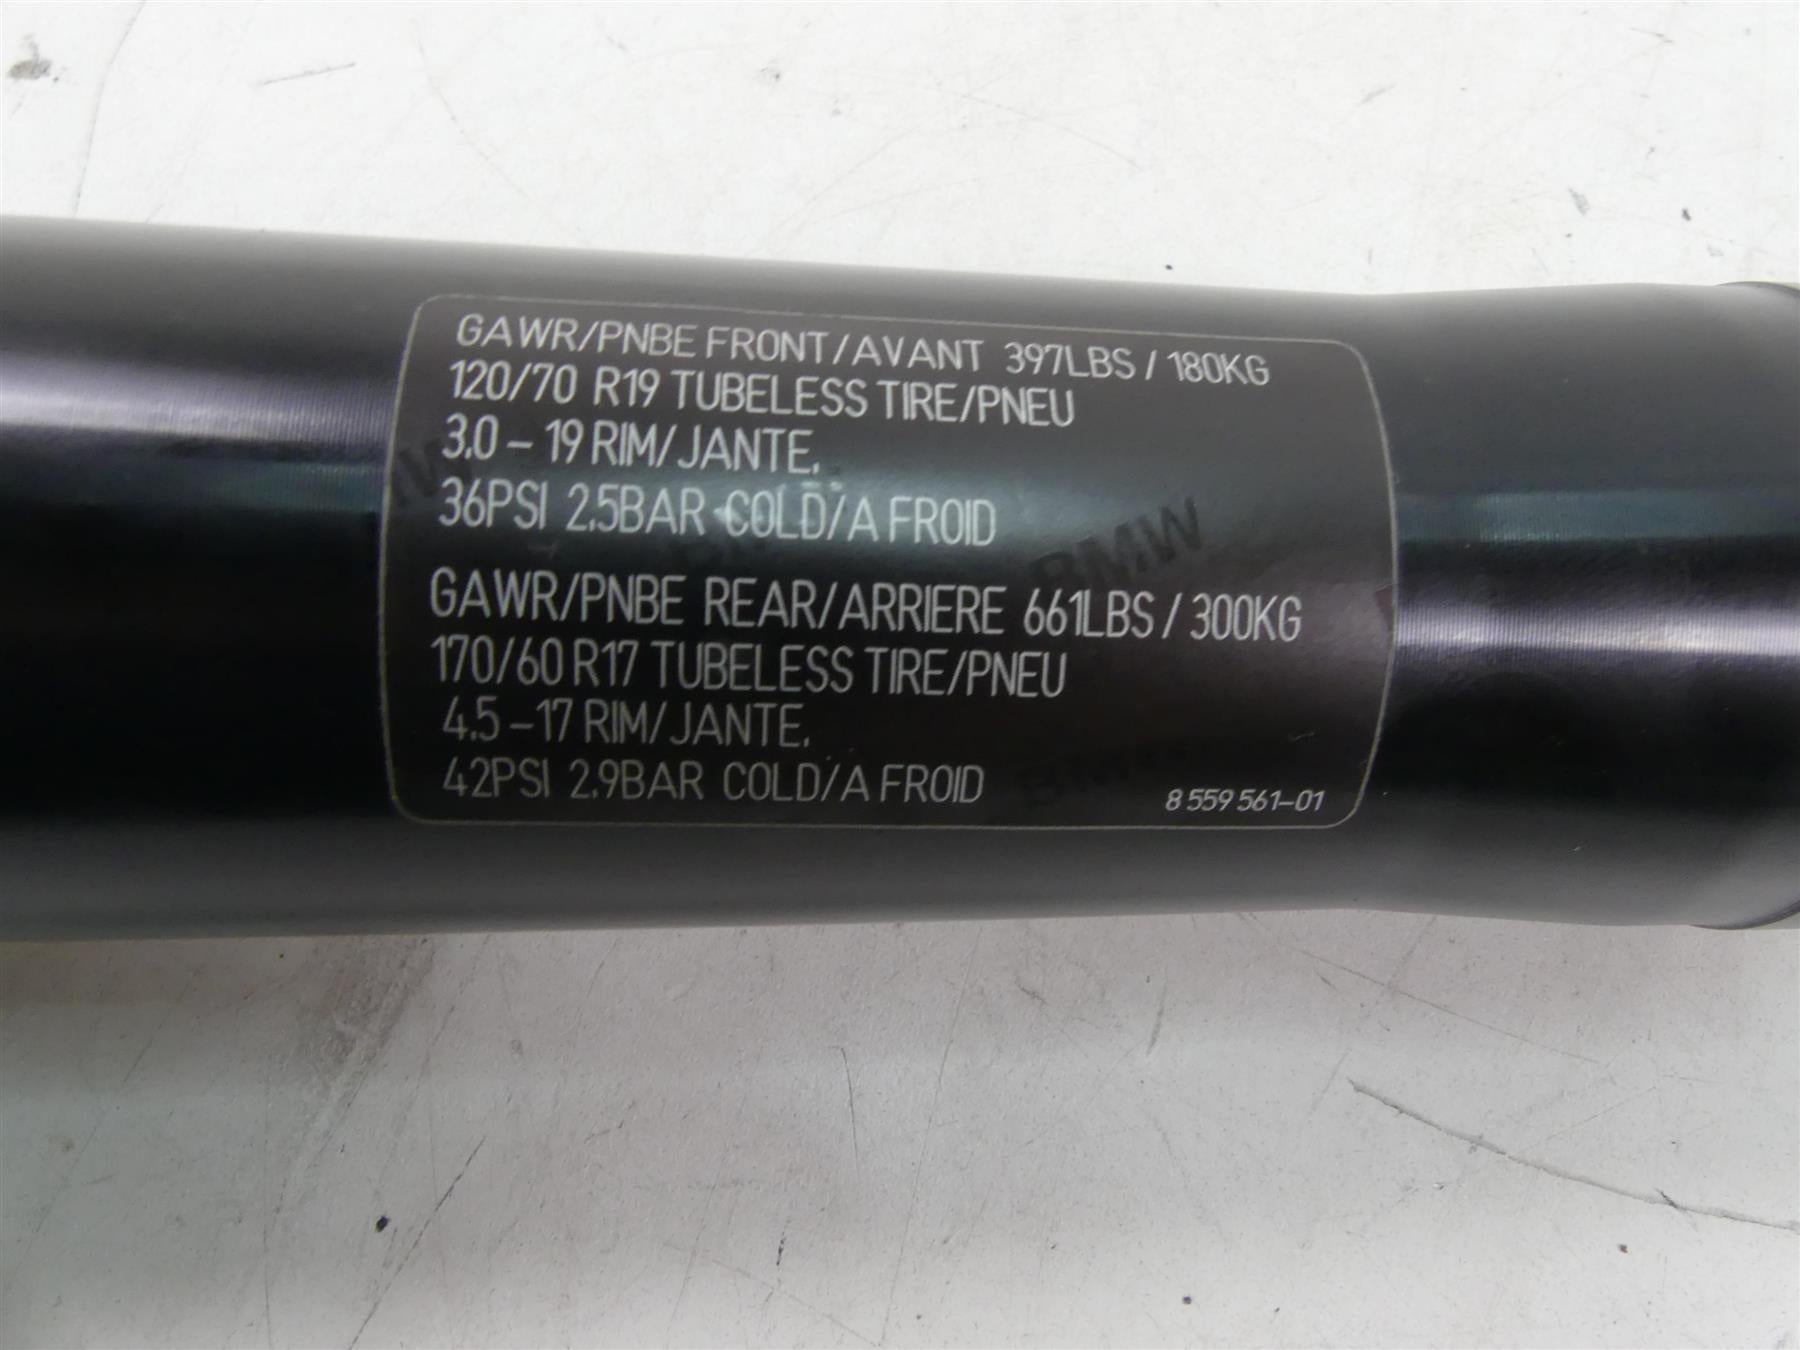 GAWR/PNBE FRONT/AVANT 397LBS / 180KG
120/70 R19 TUBELESS TIRE/PNEU
3.0 – 19 RIM/JANTE.
36PSI 2.5BAR COLD/A FROID
BMW
GAWR/PNBE REAR/ARRIERE 661LBS / 300KG
170/60 R17 TUBELESS TIRE/PNEU
4.5 – 17 RIM/JANTE.
42PSI 2.9BAR COLD/A FROID
8 559 561-01